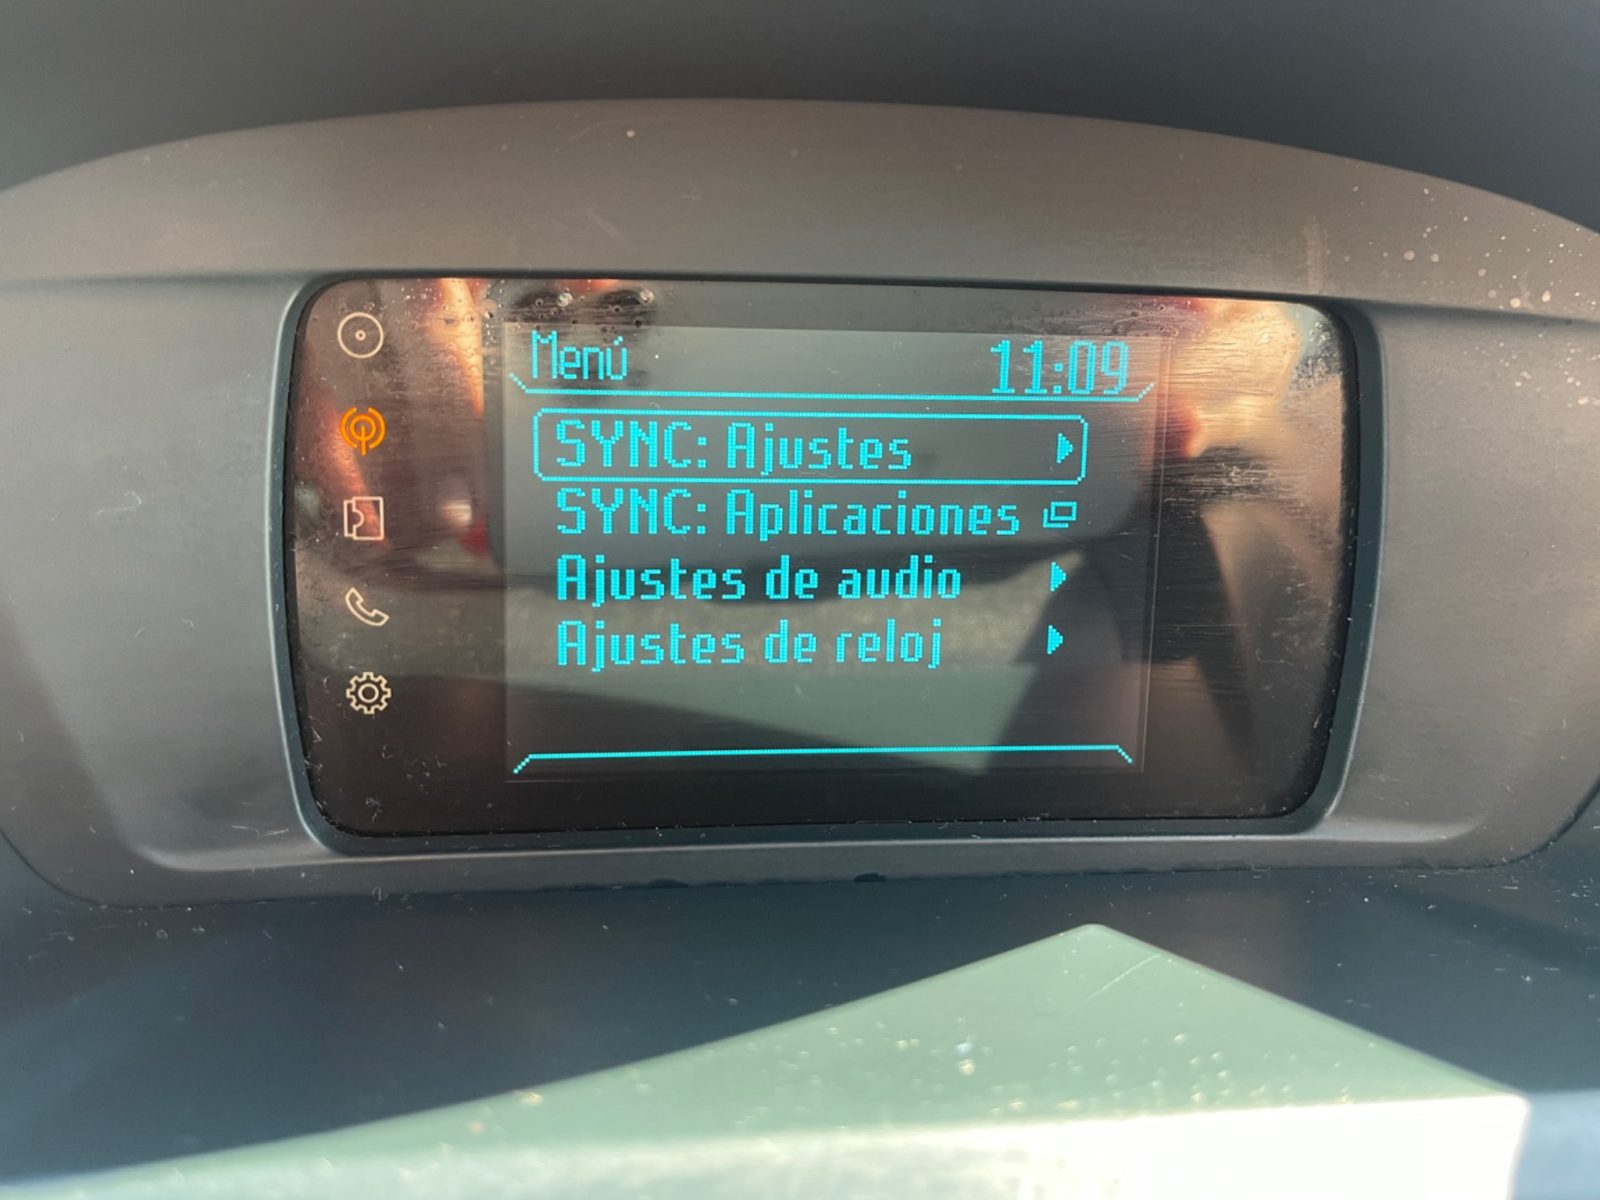 Menú 11:09
SYNC: Ajustes
SYNC: Aplicaciones
Ajustes de audio
Ajustes de reloj